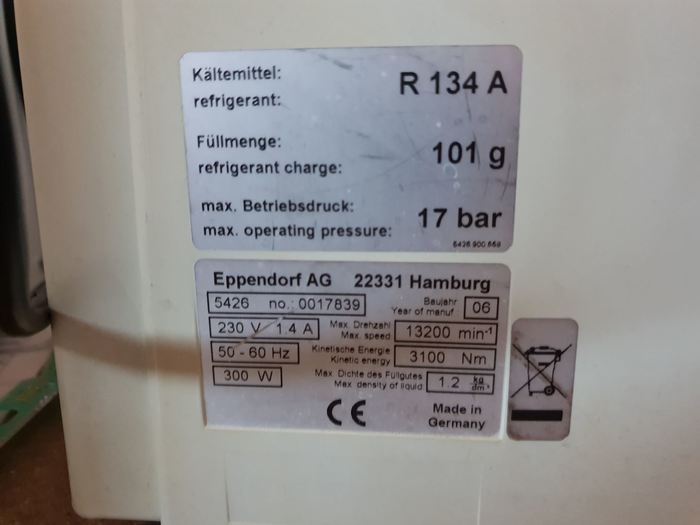 Kältemittel:
refrigerant:
R 134 A
Füllmenge:
refrigerant charge:
101 g
max. Betriebsdruck:
max. operating pressure:
17 bar
5426 900 669
Eppendorf AG 22331 Hamburg
5426 no.: 0017839
Baujahr
Year of manuf.
06
230 V 1.4 A
Max. Drehzahl
Max. speed
13200 min-1
50 - 60 Hz
Kinetische Energie
Kinetic energy
3100 Nm
300 W
Max. Dichte des Füllgutes
Max. density of liquid
1.2 kg/dm³
CE
Made in
Germany